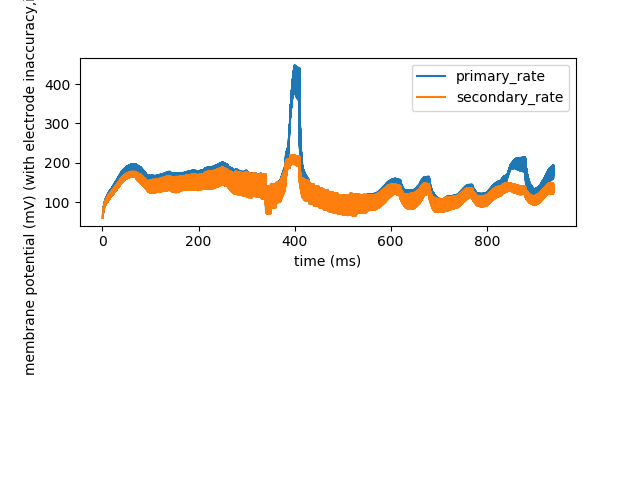 membrane potential (mV) (with electrode inaccuracy,
400
300
200
100
primary_rate
secondary_rate
0
200
400
600
800
time (ms)